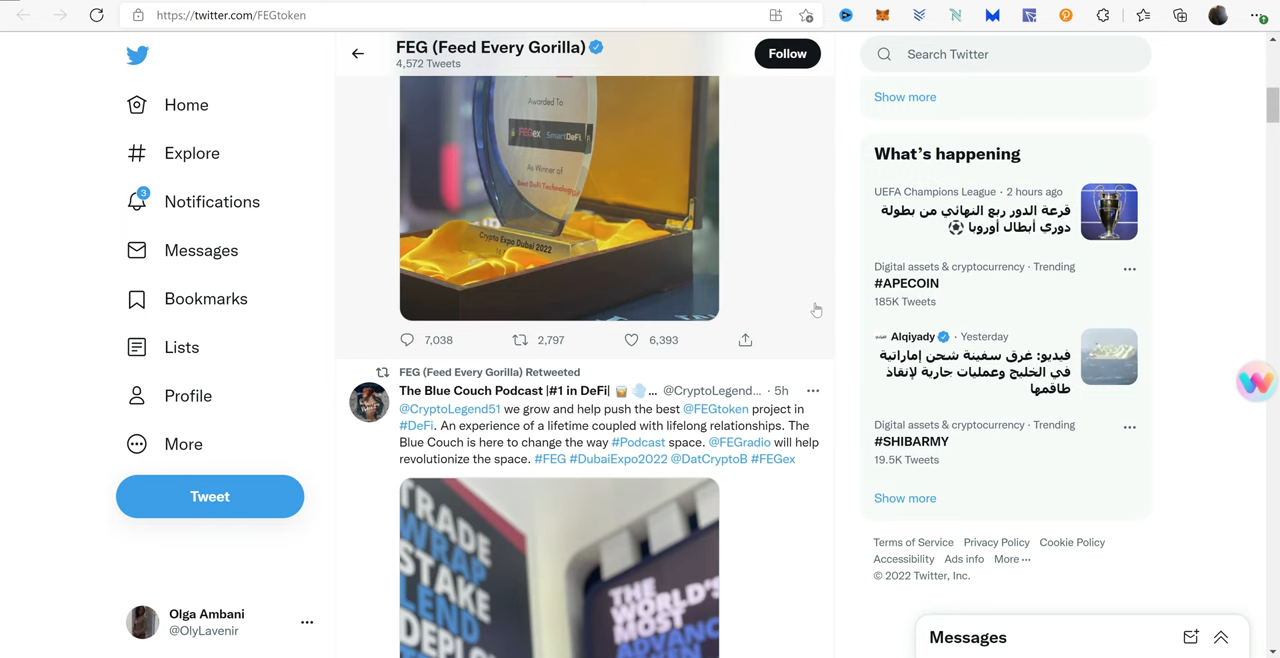 https://twitter.com/FEGtoken
Home
Explore
3
Notifications
Messages
Bookmarks
Lists
Profile
More
Tweet
Olga Ambani
@OlyLavenir
FEG (Feed Every Gorilla)
4,572 Tweets
Follow
Awarded To
FEGex SmartDeFi
As Winner of
Best DeFi Technology
Crypto Expo Dubai 2022
7,038
2,797
6,393
FEG (Feed Every Gorilla) Retweeted
The Blue Couch Podcast |#1 in DeFi| ... @CryptoLegend... · 5h
@CryptoLegend51 we grow and help push the best @FEGtoken project in
#DeFi. An experience of a lifetime coupled with lifelong relationships. The
Blue Couch is here to change the way #Podcast space. @FEGradio will help
revolutionize the space. #FEG #DubaiExpo2022 @DatCryptoB #FEGex
TRADE
WRAP
STAKE
LEND
THE
WORLD'S
MOST
Search Twitter
Show more
What's happening
UEFA Champions League · 2 hours ago
قرعة الدور ربع النهائي من بطولة
دوري أبطال أوروبا
Digital assets & cryptocurrency · Trending
#APECOIN
185K Tweets
Alqiyady · Yesterday
فيديو: غرق سفينة شحن إماراتية
في الخليج وعمليات جارية لإنقاذ
طاقمها
Digital assets & cryptocurrency · Trending
#SHIBARMY
19.5K Tweets
Show more
Terms of Service Privacy Policy Cookie Policy
Accessibility Ads info More ···
© 2022 Twitter, Inc.
Messages